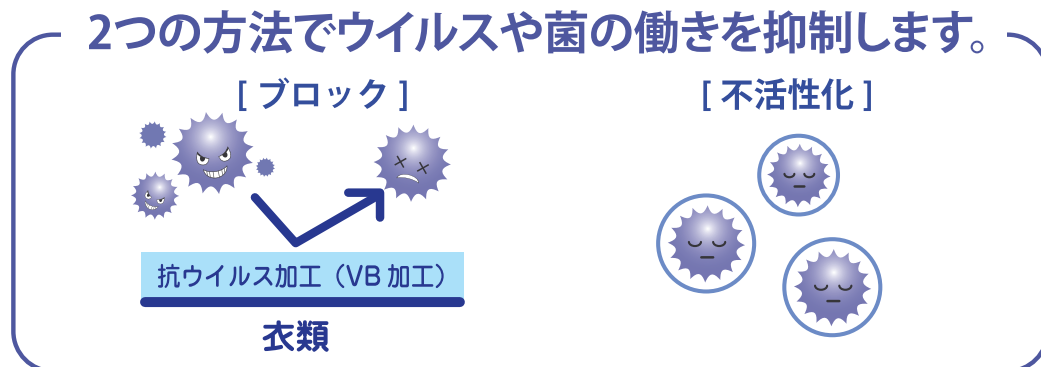 2つの方法でウイルスや菌の働きを抑制します。
[ ブロック ]
[ 不活性化 ]
抗ウイルス加工（VB 加工）
衣類